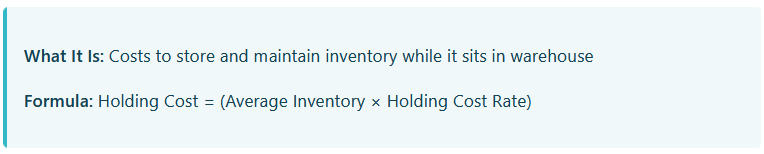 What It Is: Costs to store and maintain inventory while it sits in warehouse
Formula: Holding Cost = (Average Inventory × Holding Cost Rate)